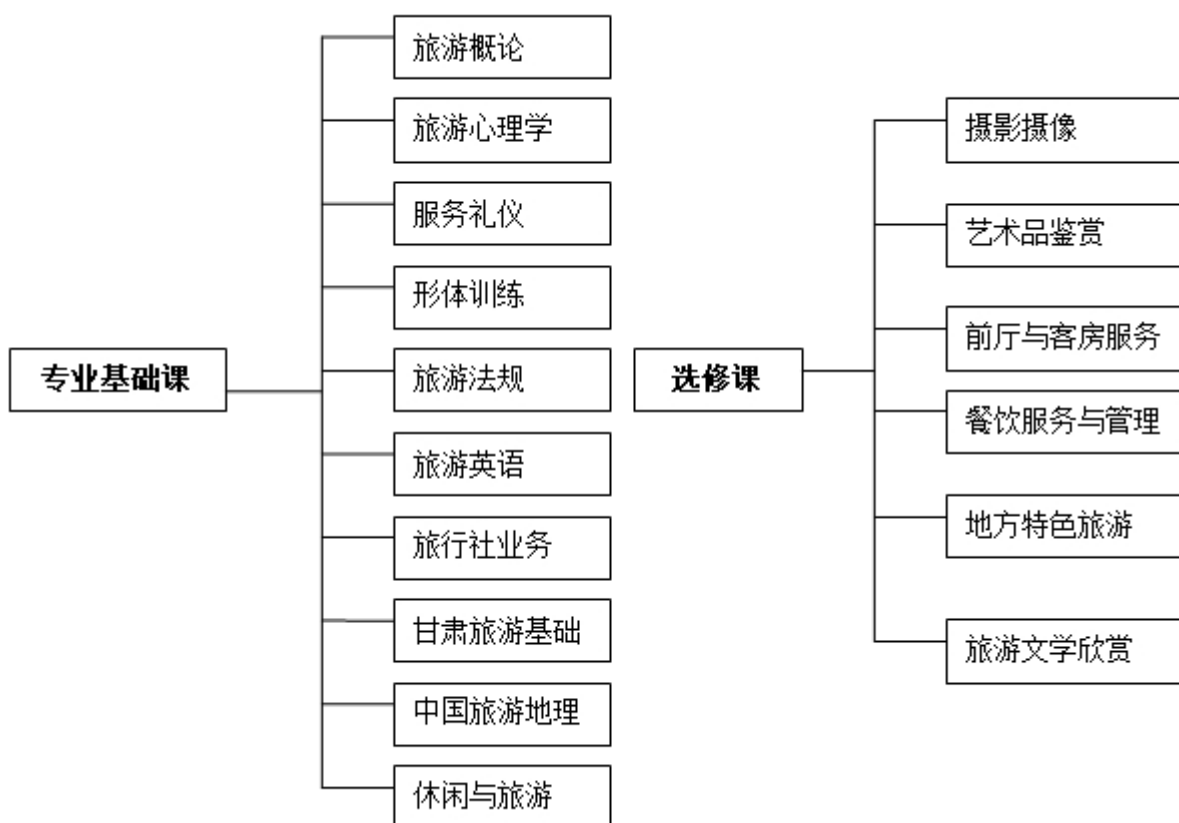 专业基础课
旅游概论
旅游心理学
服务礼仪
形体训练
旅游法规
旅游英语
旅行社业务
甘肃旅游基础
中国旅游地理
休闲与旅游
选修课
摄影摄像
艺术品鉴赏
前厅与客房服务
餐饮服务与管理
地方特色旅游
旅游文学欣赏